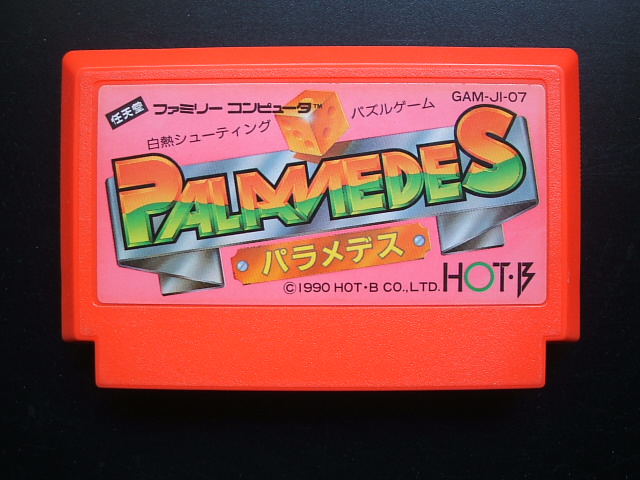 任天堂 ファミリー コンピュータ™
GAM-JI-07
白熱シューティング パズルゲーム
PALAMEDES
パラメデス
©1990 HOT・B CO.,LTD. HOT・B